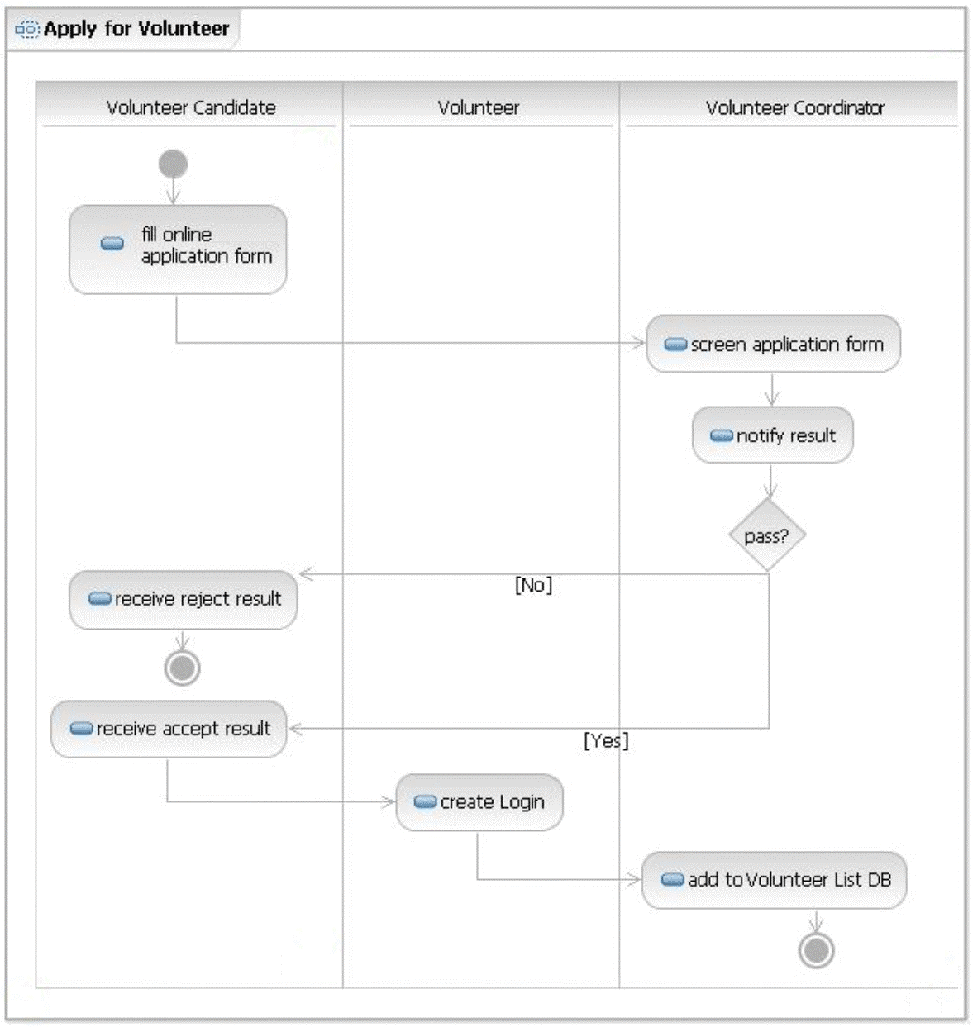 Apply for Volunteer
Volunteer Candidate
Volunteer
Volunteer Coordinator
fill online
application form
screen application form
notify result
pass?
[No]
receive reject result
receive accept result
[Yes]
create Login
add to Volunteer List DB